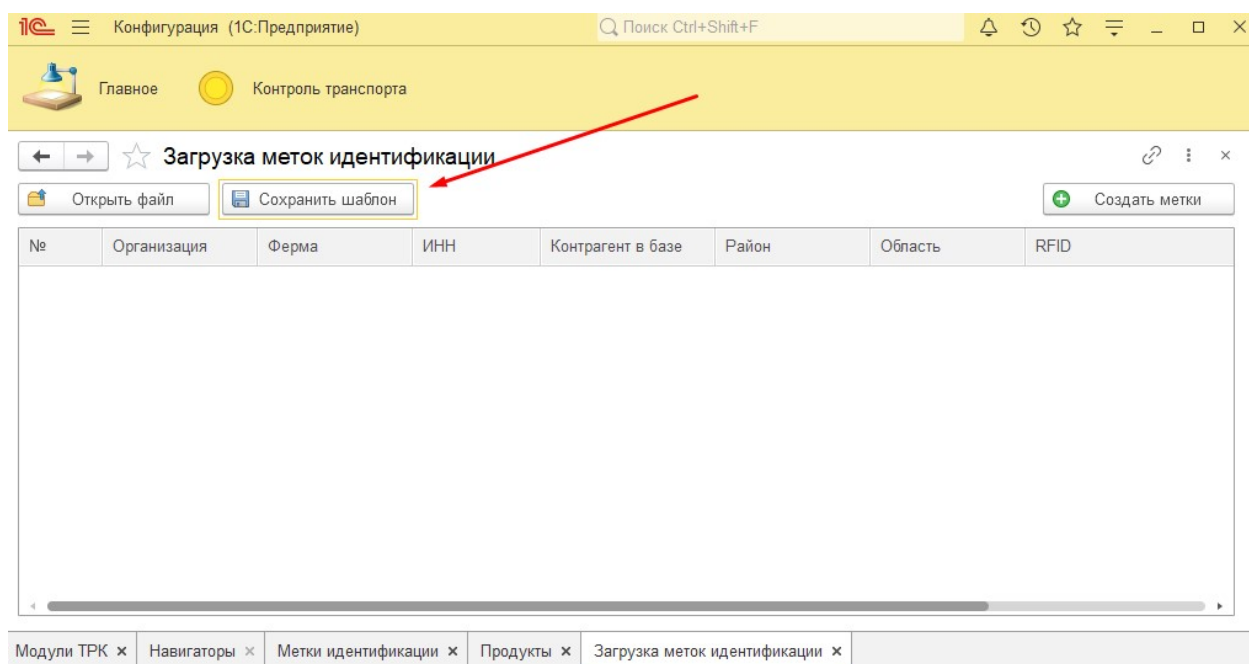 1С Конфигурация (1С:Предприятие) Поиск Ctrl+Shift+F
Главное Контроль транспорта
Загрузка меток идентификации
Открыть файл Сохранить шаблон Создать метки
№ Организация Ферма ИНН Контрагент в базе Район Область RFID
Модули ТРК Навигаторы Метки идентификации Продукты Загрузка меток идентификации